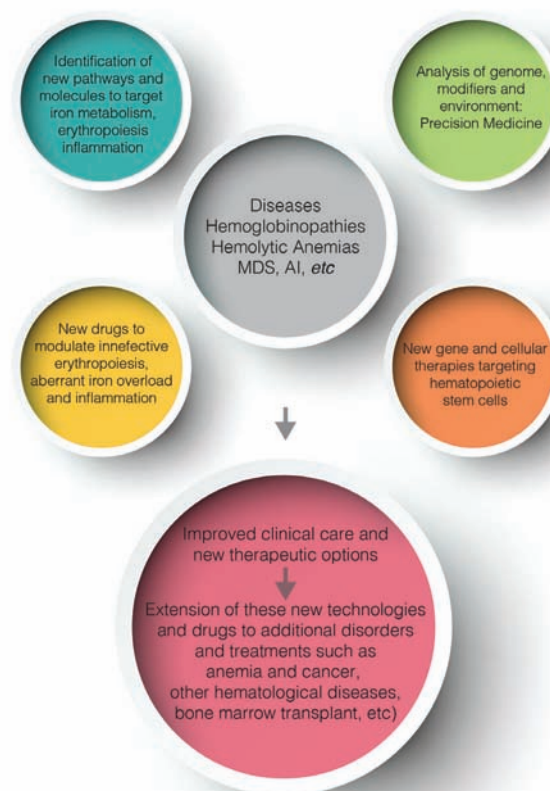 Identification of
new pathways and
molecules to target
iron metabolism,
erythropoiesis
inflammation
Analysis of genome,
modifiers and
environment:
Precision Medicine
Diseases
Hemoglobinopathies
Hemolytic Anemias
MDS, AI, etc
New drugs to
modulate innefective
erythropoiesis,
aberrant iron overload
and inflammation
New gene and cellular
therapies targeting
hematopoietic
stem cells
Improved clinical care and
new therapeutic options
Extension of these new technologies
and drugs to additional disorders
and treatments such as
anemia and cancer,
other hematological diseases,
bone marrow transplant, etc)